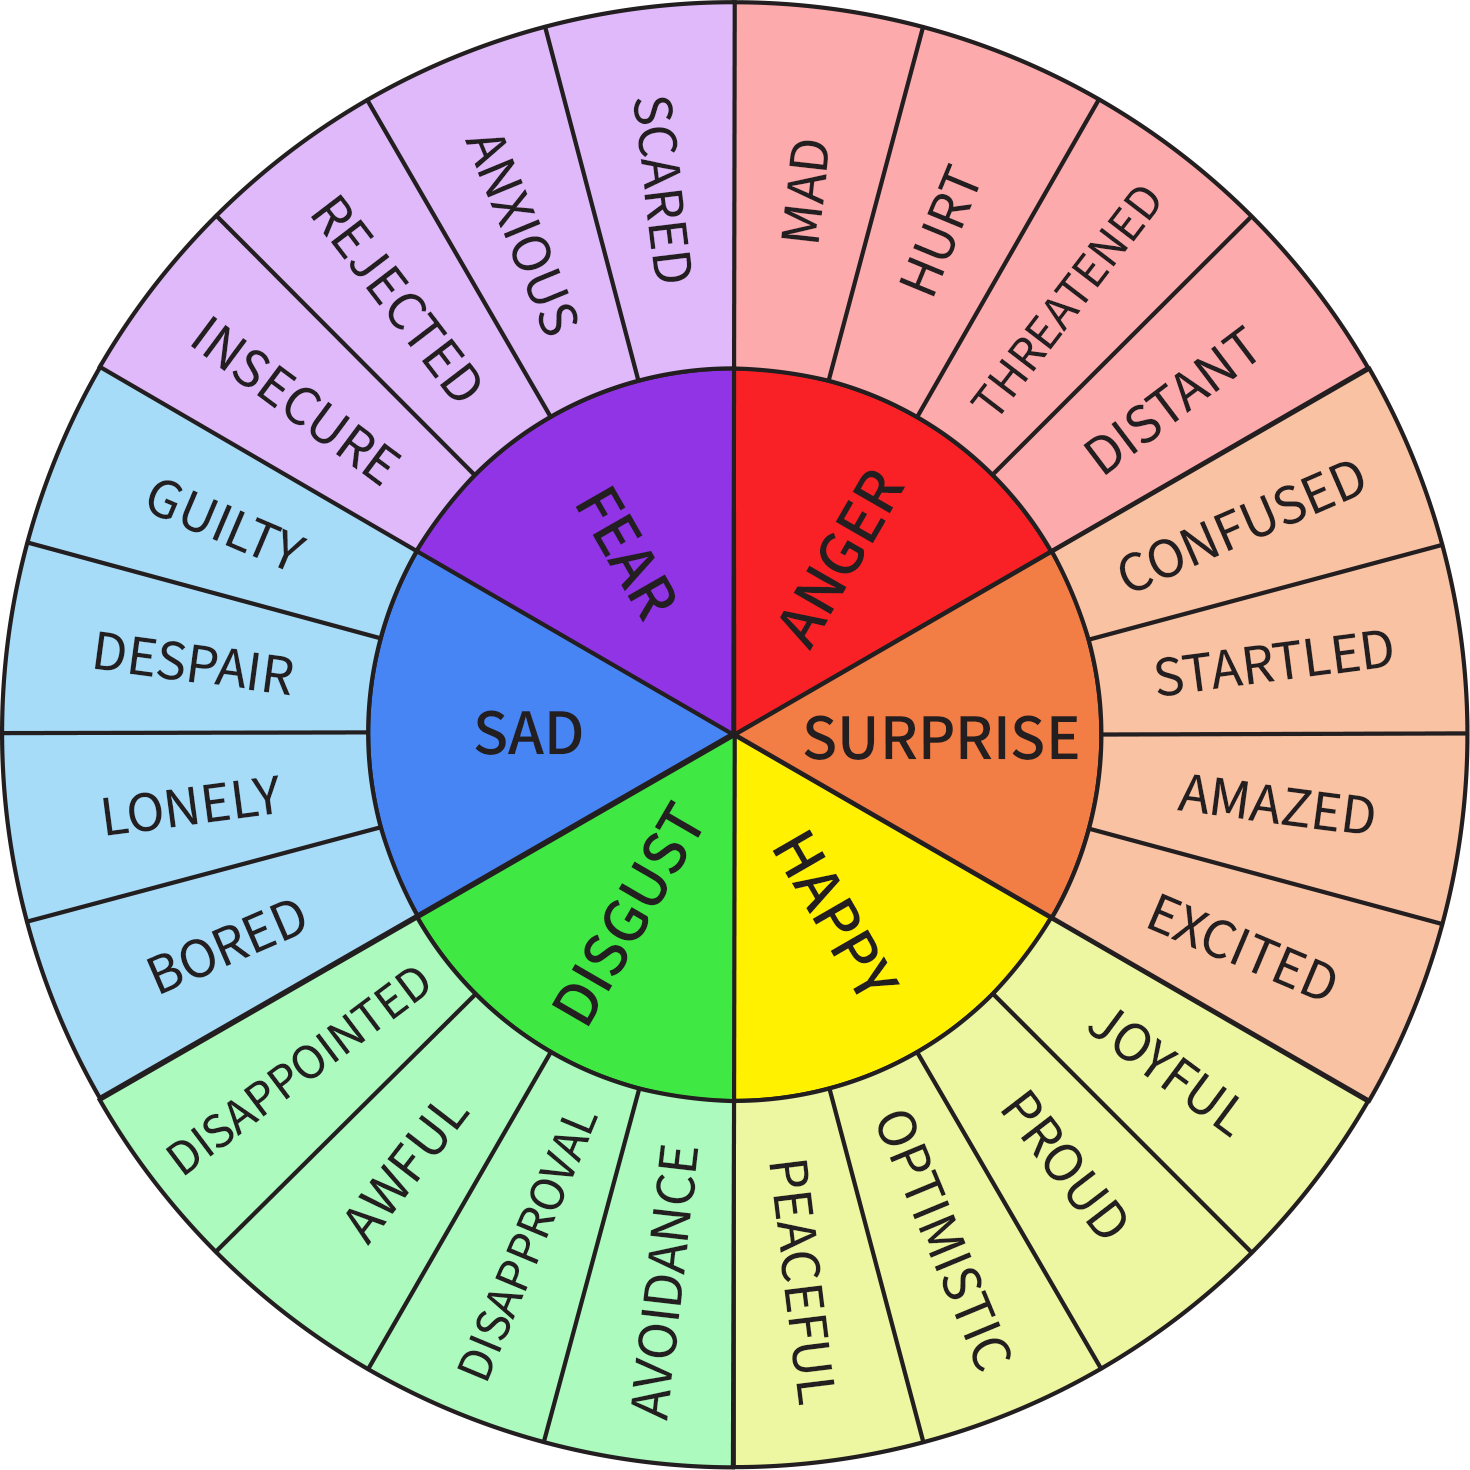 ANGER
MAD
HURT
THREATENED
DISTANT
SURPRISE
CONFUSED
STARTLED
AMAZED
EXCITED
HAPPY
JOYFUL
PROUD
OPTIMISTIC
PEACEFUL
DISGUST
AVOIDANCE
DISAPPROVAL
AWFUL
DISAPPOINTED
SAD
BORED
LONELY
DESPAIR
GUILTY
FEAR
INSECURE
REJECTED
ANXIOUS
SCARED